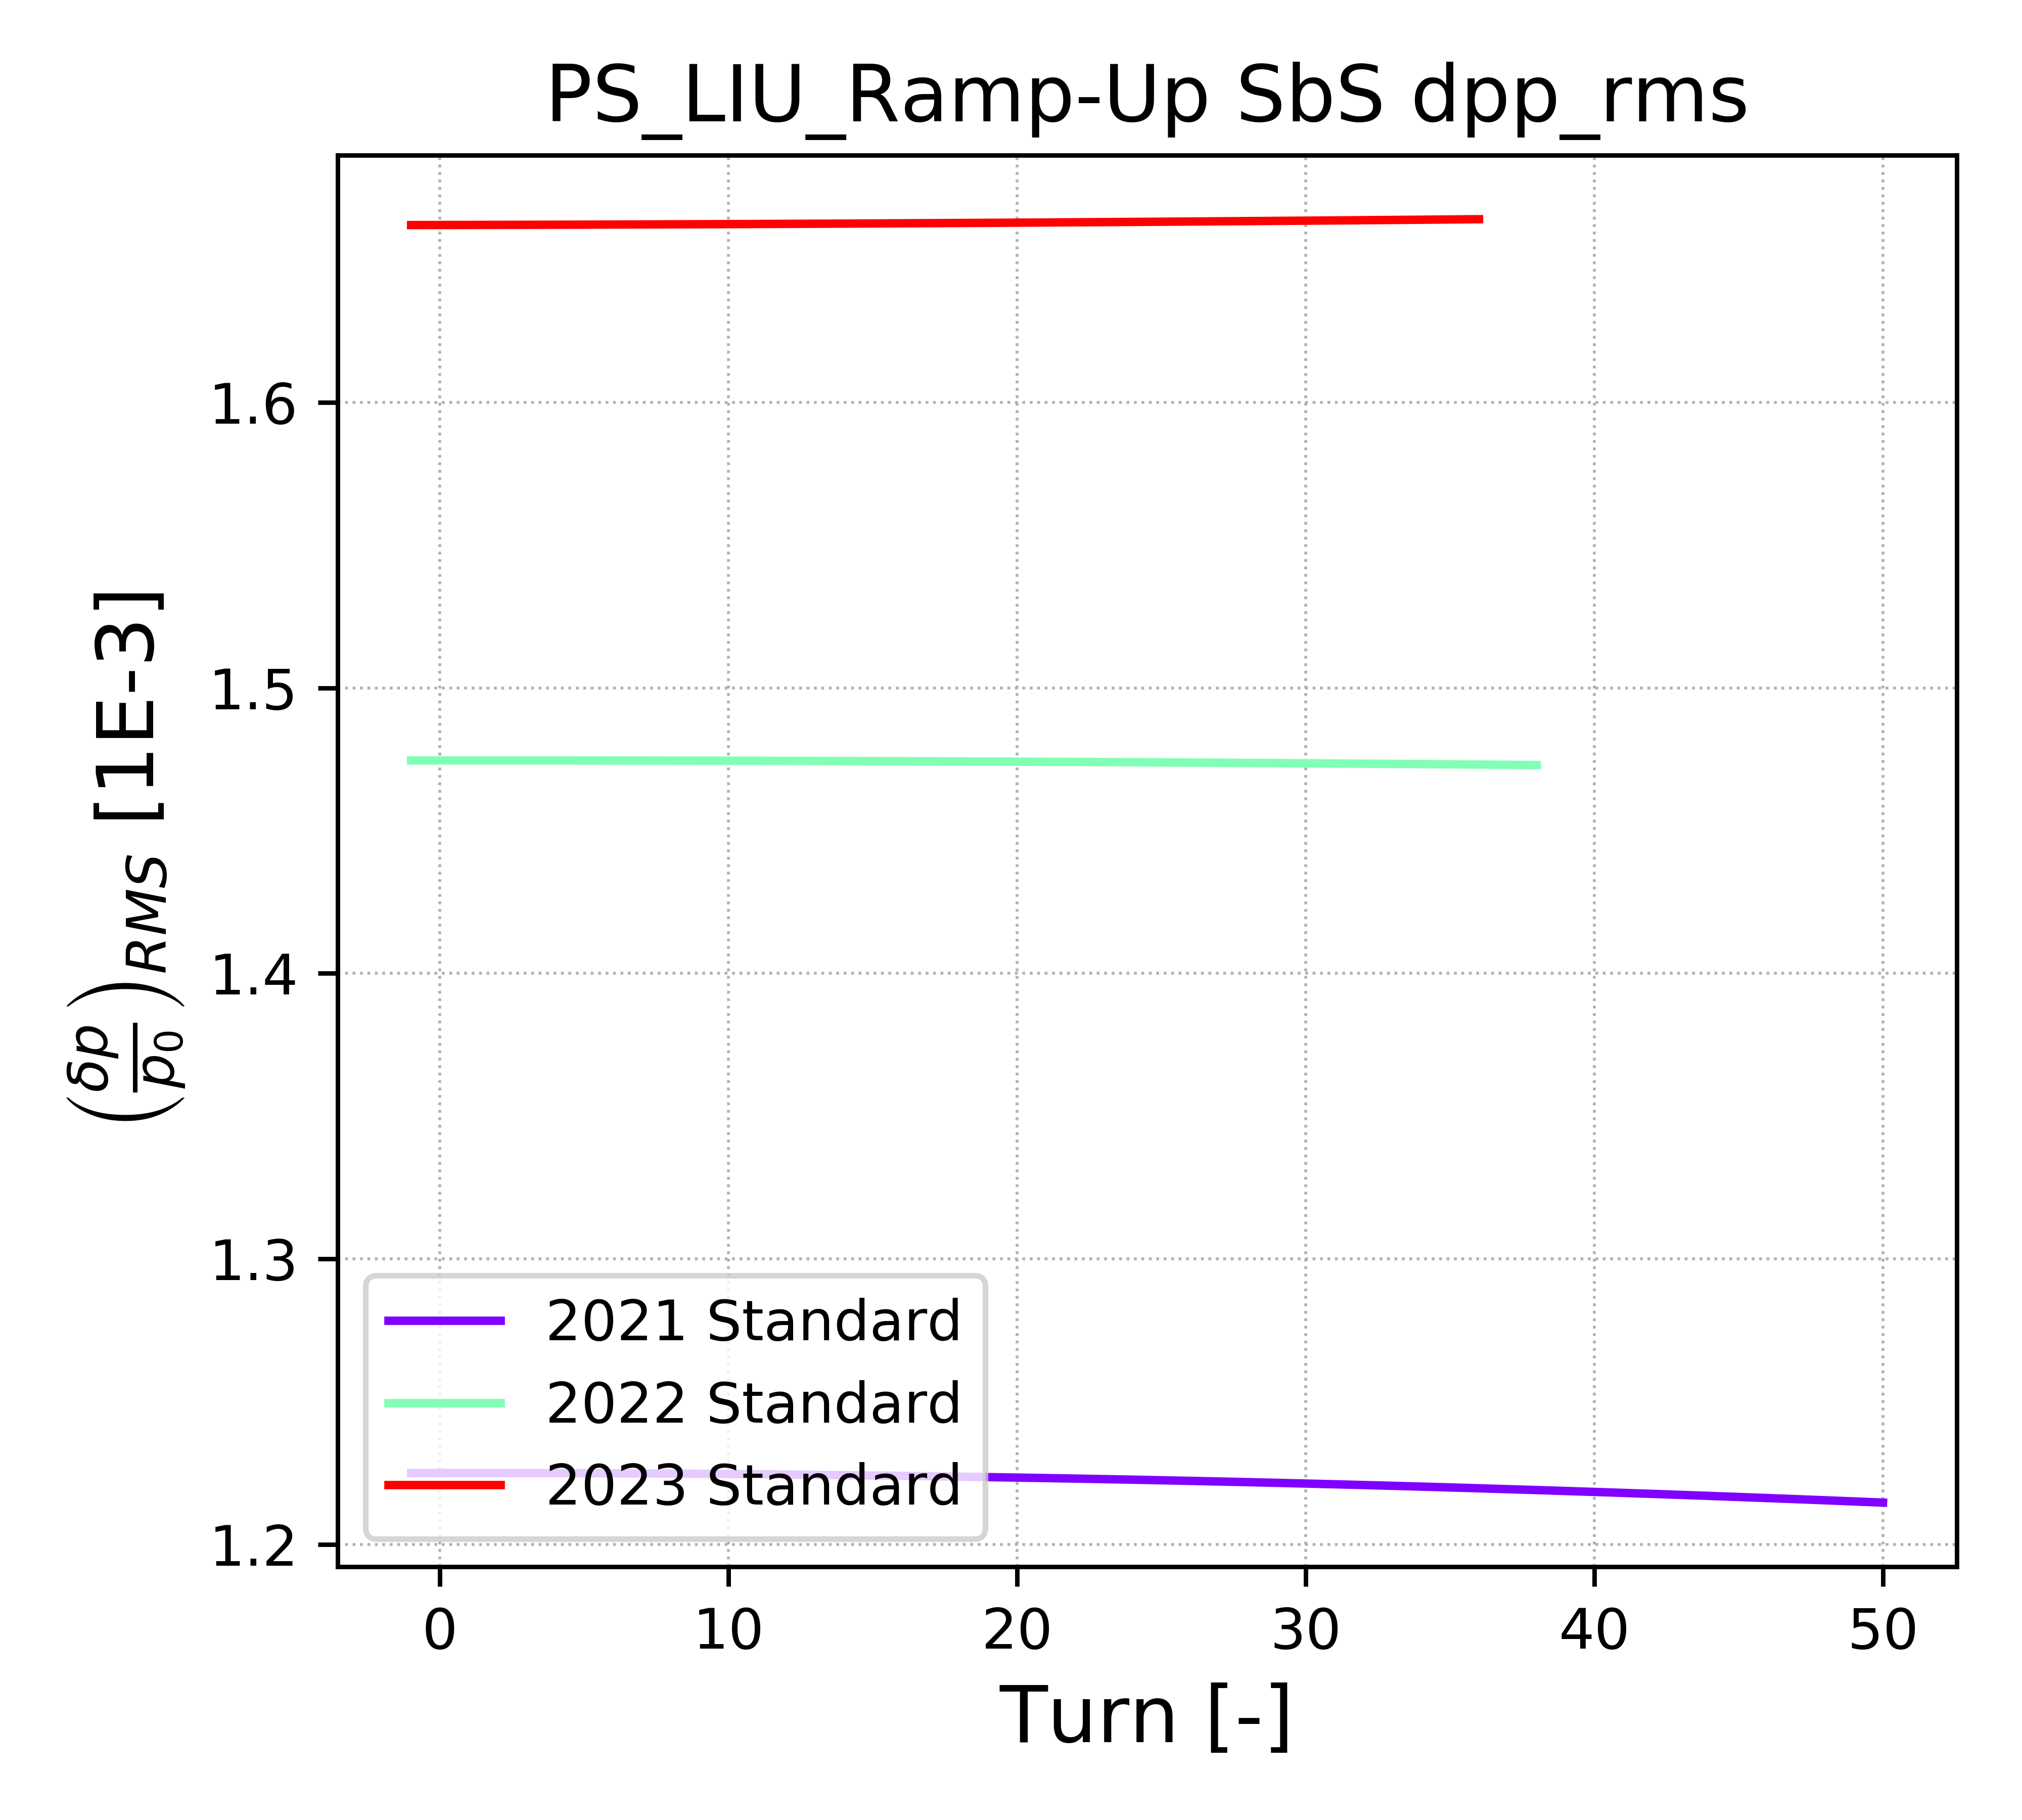 PS_LIU_Ramp-Up SbS dpp_rms
(δp/p₀)RMS [1E-3]
1.6
1.5
1.4
1.3
1.2
2021 Standard
2022 Standard
2023 Standard
0 10 20 30 40 50
Turn [-]